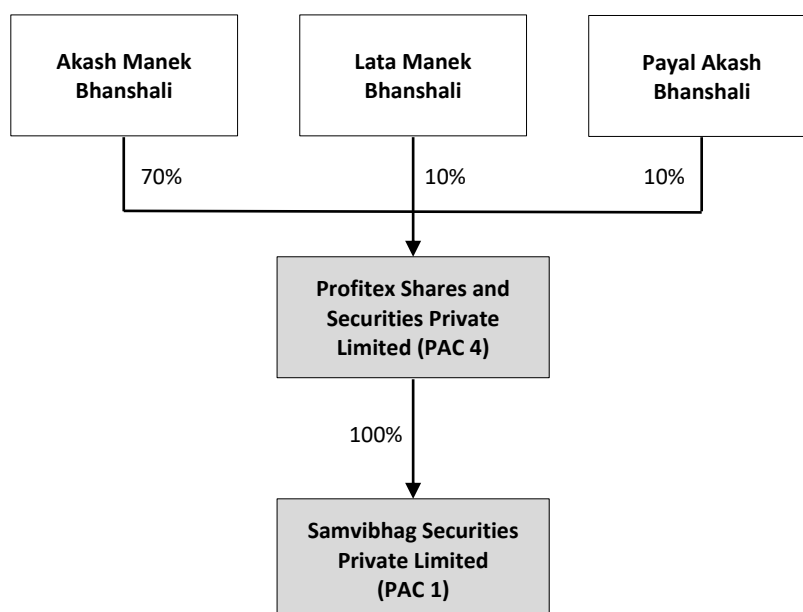 Akash Manek
Bhanshali
Lata Manek
Bhanshali
Payal Akash
Bhanshali
70%
10%
10%
Profitex Shares and
Securities Private
Limited (PAC 4)
100%
Samvibhag Securities
Private Limited
(PAC 1)